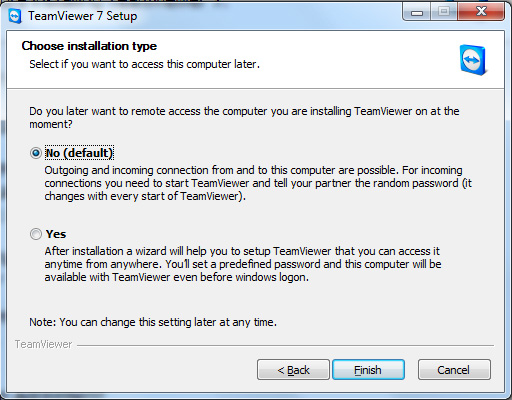 TeamViewer 7 Setup
Choose installation type
Select if you want to access this computer later.
Do you later want to remote access the computer you are installing TeamViewer on at the
moment?
No (default)
Outgoing and incoming connection from and to this computer are possible. For incoming
connections you need to start TeamViewer and tell your partner the random password (it
changes with every start of TeamViewer).
Yes
After installation a wizard will help you to setup TeamViewer that you can access it
anytime from anywhere. You'll set a predefined password and this computer will be
available with TeamViewer even before windows logon.
Note: You can change this setting later at any time.
TeamViewer
< Back
Finish
Cancel